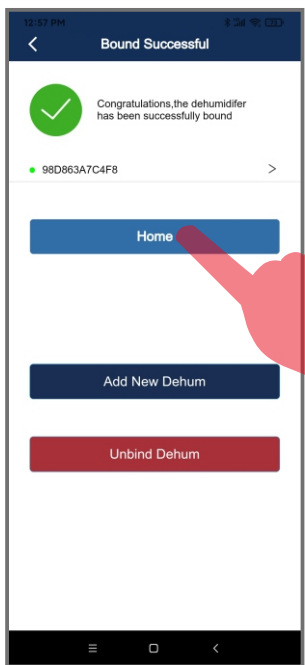 12:57 PM
Bound Successful
Congratulations,the dehumidifer
has been successfully bound
98D863A7C4F8
Home
Add New Dehum
Unbind Dehum